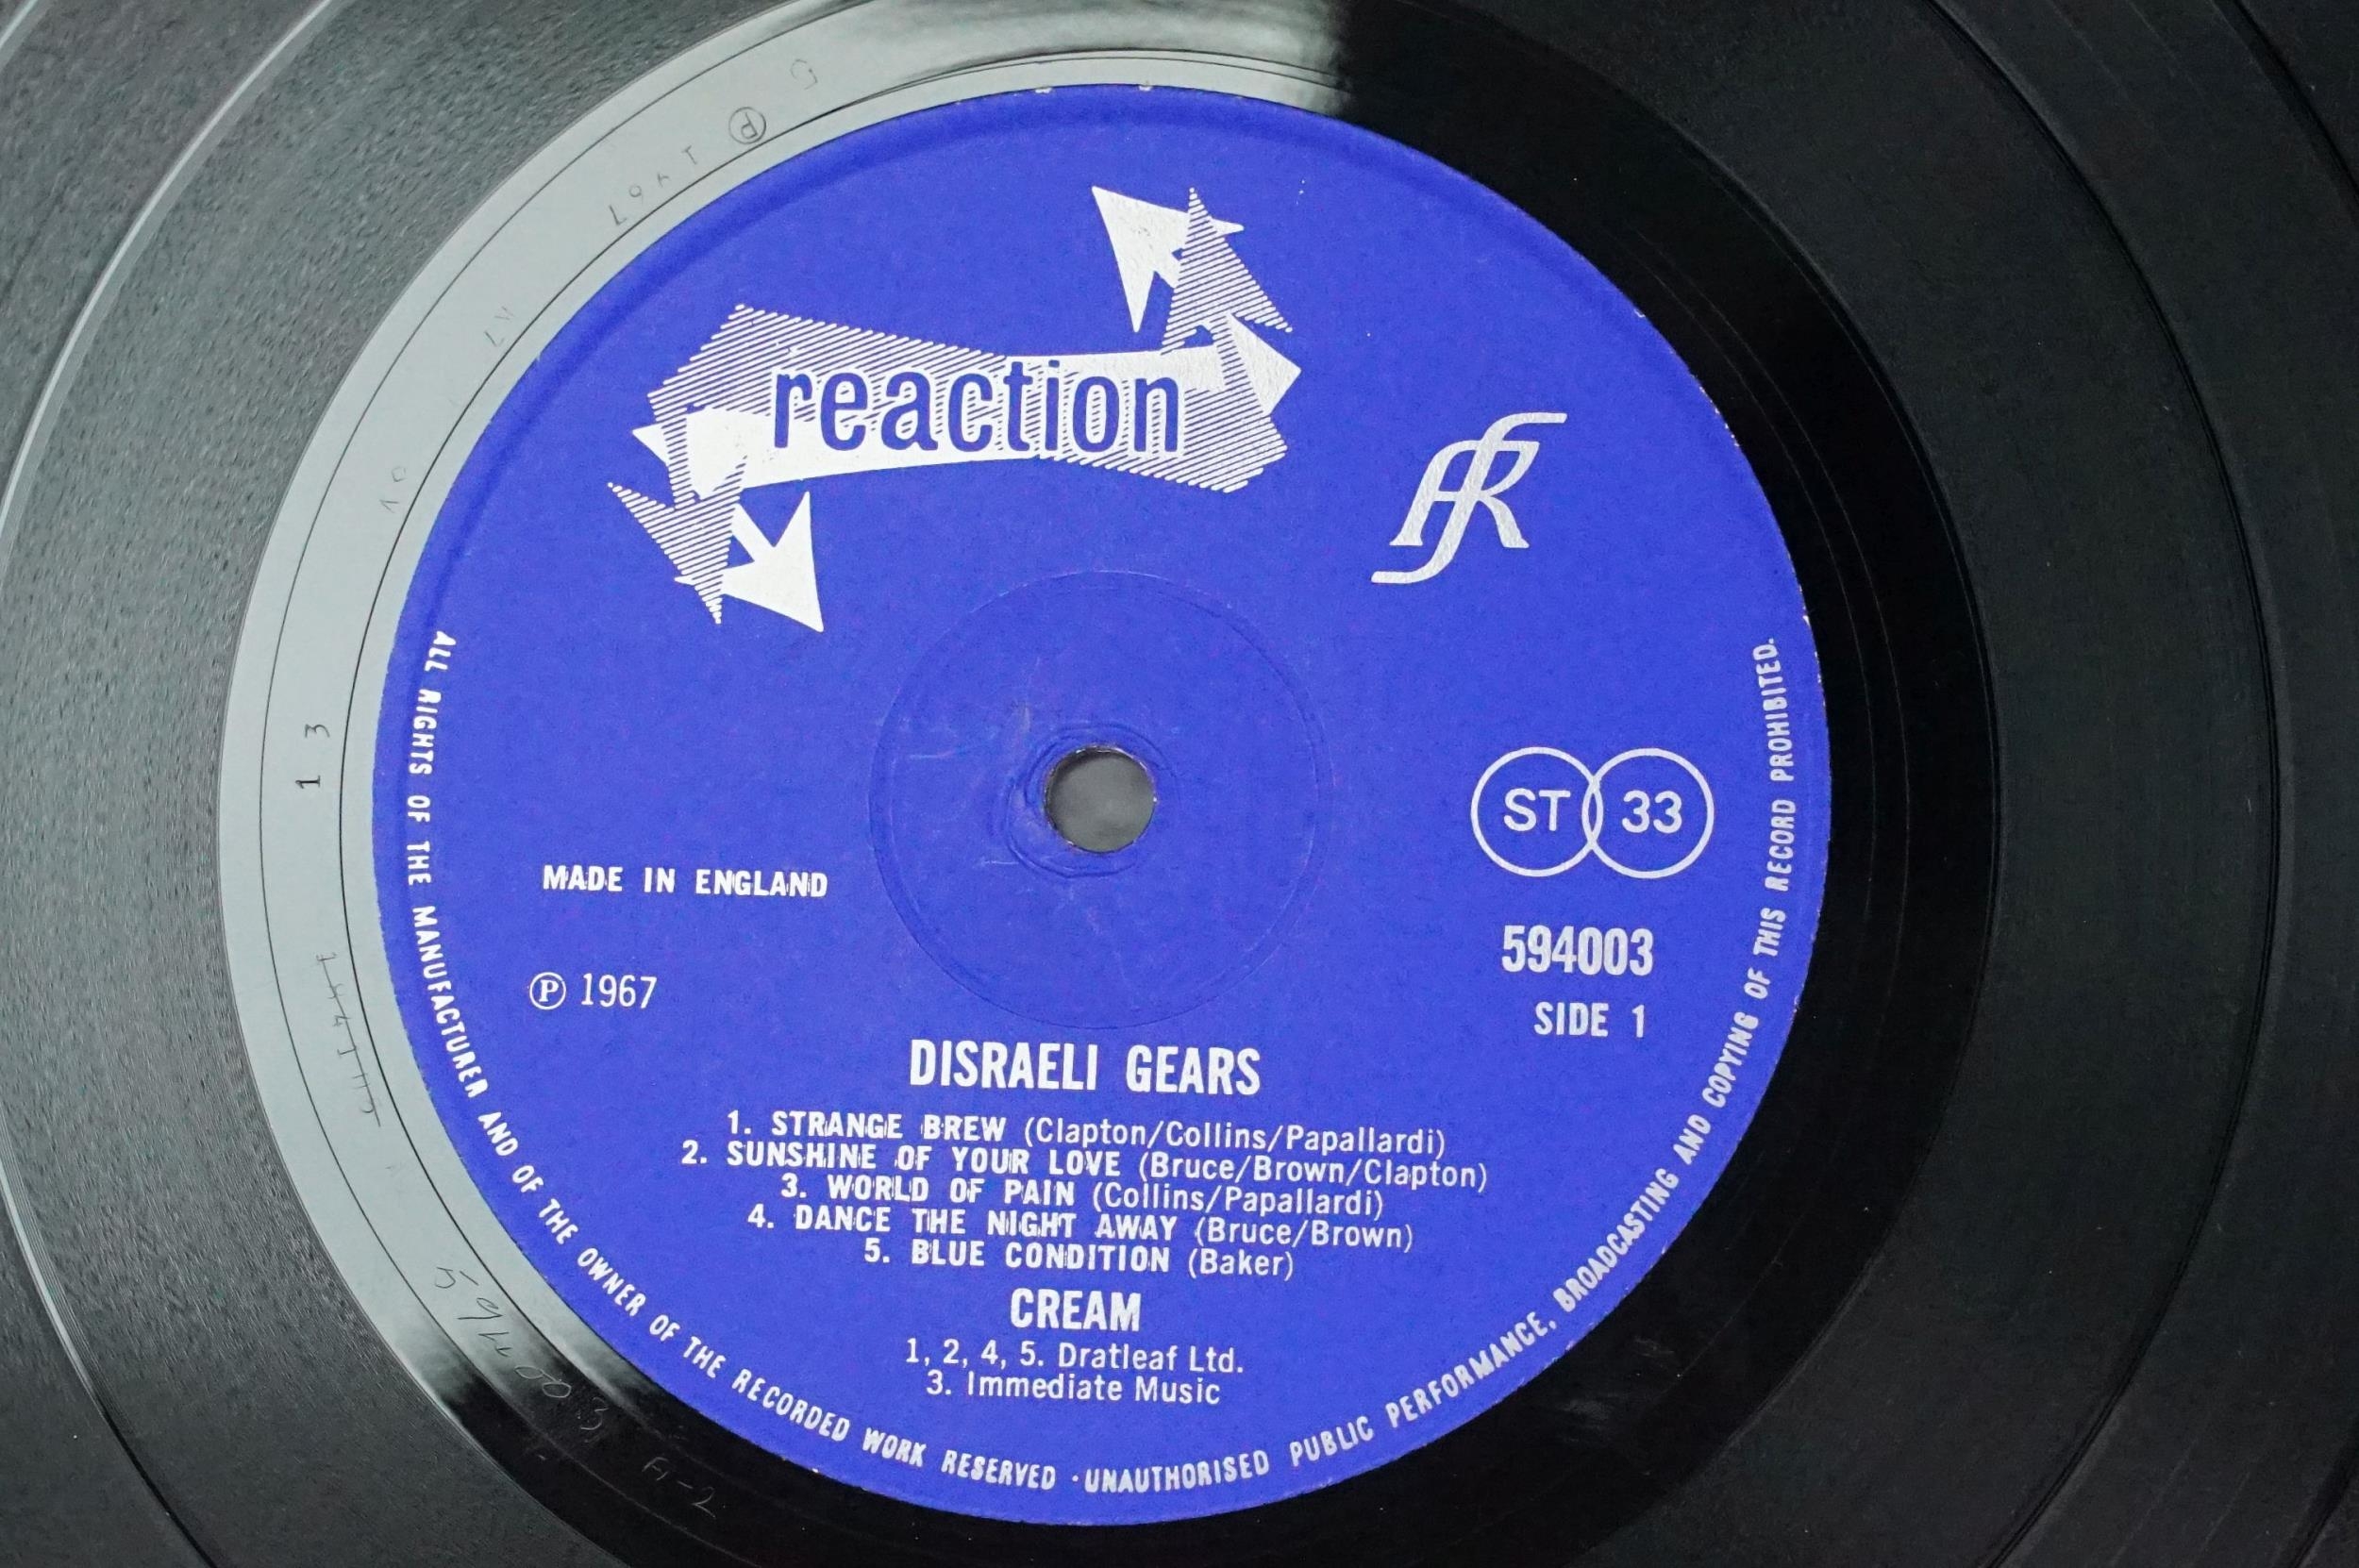 reaction
fR
MADE IN ENGLAND
ST 33
594003
℗ 1967
SIDE 1
DISRAELI GEARS
1. STRANGE BREW (Clapton/Collins/Papallardi)
2. SUNSHINE OF YOUR LOVE (Bruce/Brown/Clapton)
3. WORLD OF PAIN (Collins/Papallardi)
4. DANCE THE NIGHT AWAY (Bruce/Brown)
5. BLUE CONDITION (Baker)
CREAM
1, 2, 4, 5. Dratleaf Ltd.
3. Immediate Music
ALL RIGHTS OF THE MANUFACTURER AND OF THE OWNER OF THE RECORDED WORK RESERVED · UNAUTHORISED PUBLIC PERFORMANCE, BROADCASTING AND COPYING OF THIS RECORD PROHIBITED.
℗ 1967
13